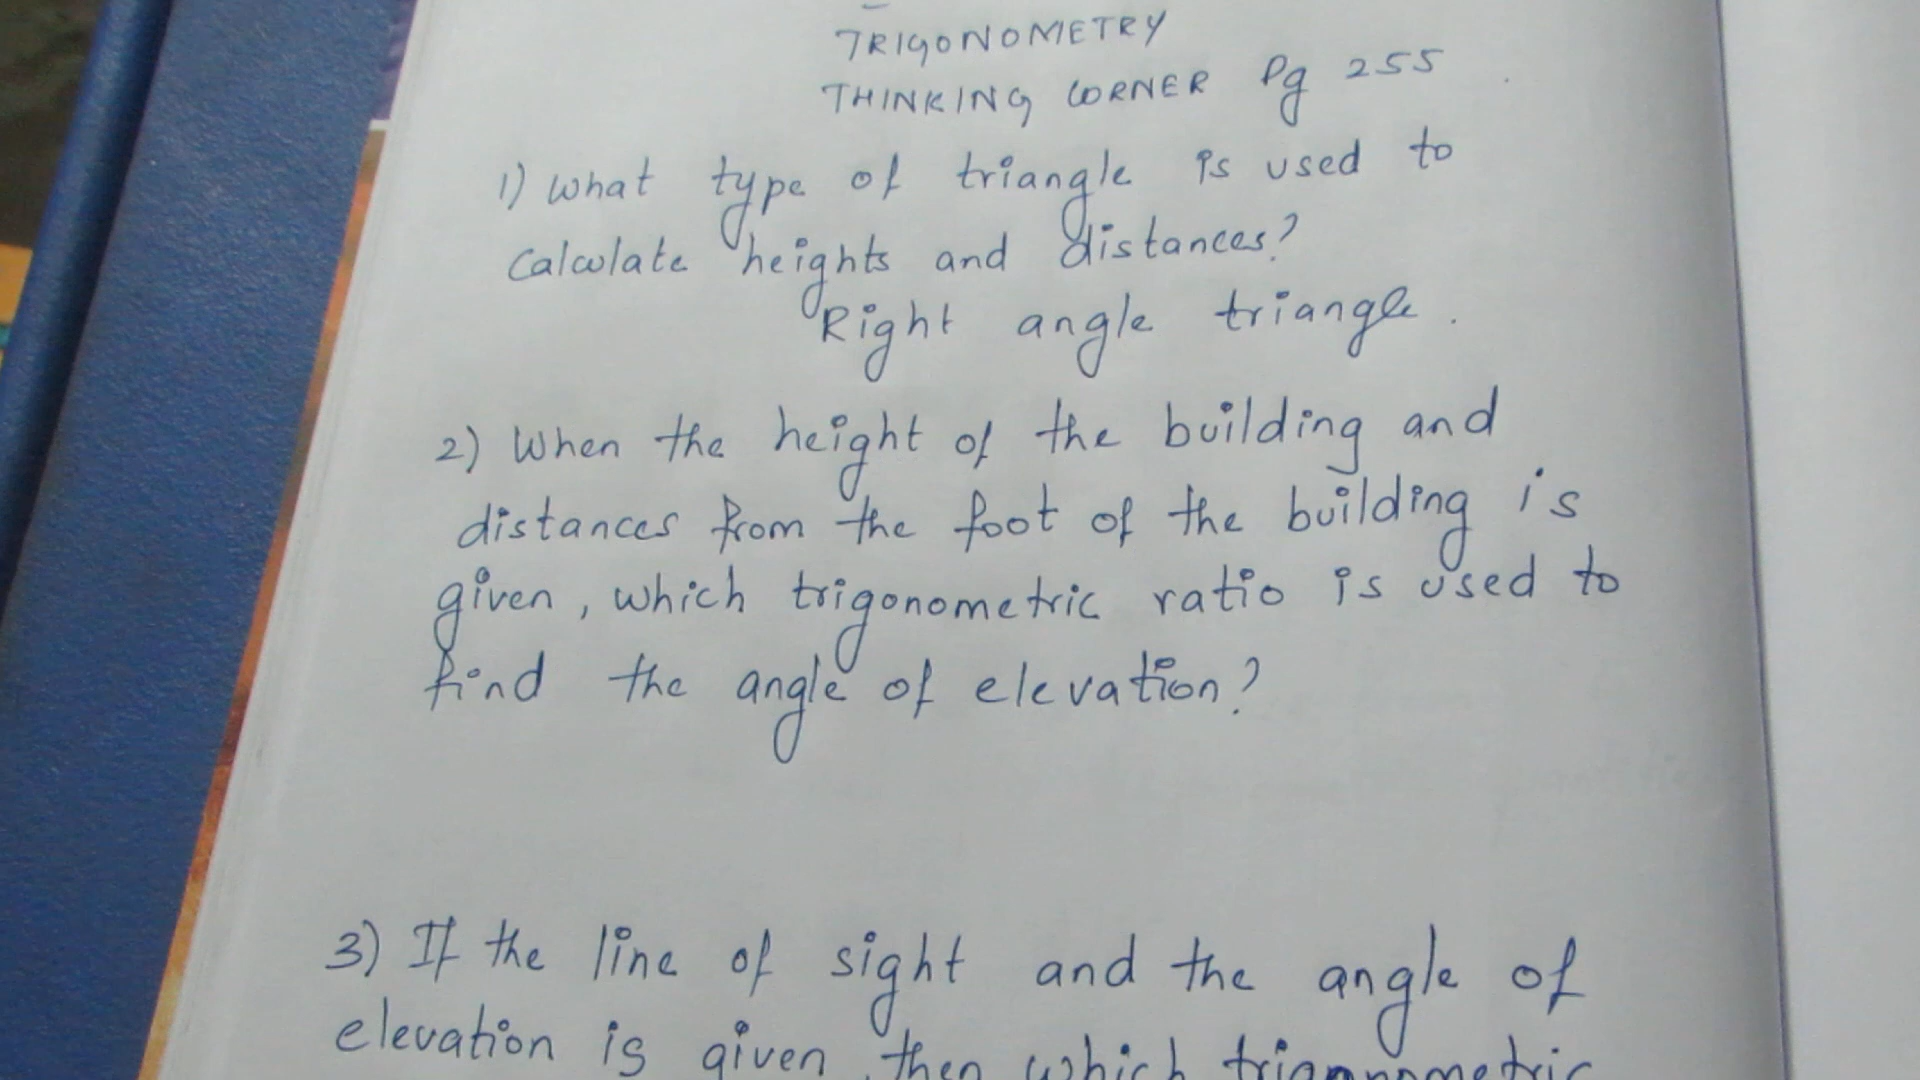 TRIGONOMETRY
THINKING CORNER Pg 255
1) What type of triangle is used to
calculate heights and distances?
Right angle triangle.
2) When the height of the building and
distances from the foot of the building is
given, which trigonometric ratio is used to
find the angle of elevation?
3) If the line of sight and the angle of
elevation is given, then which trigonometric